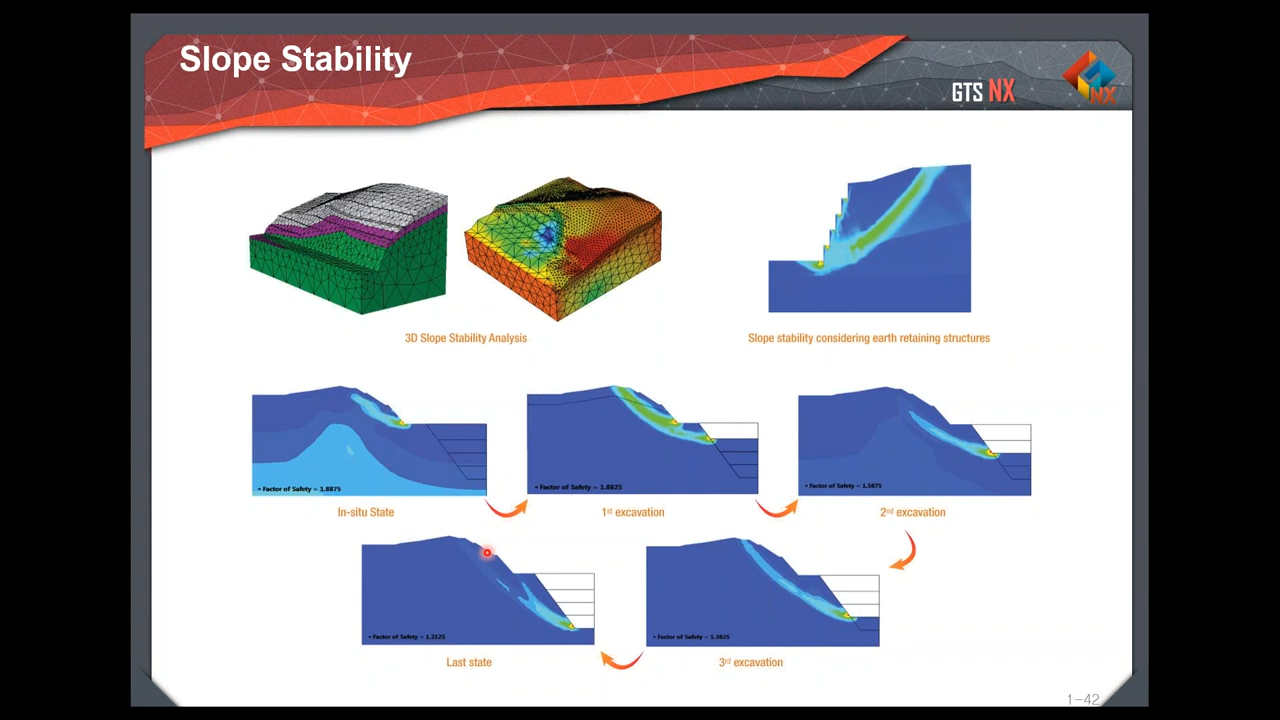 Slope Stability
GTS NX
NX
3D Slope Stability Analysis
Slope stability considering earth retaining structures
• Factor of Safety = 1.8875
• Factor of Safety = 1.8625
• Factor of Safety = 1.5875
In-situ State
1st excavation
2nd excavation
• Factor of Safety = 1.2125
• Factor of Safety = 1.3625
Last state
3rd excavation
1-42